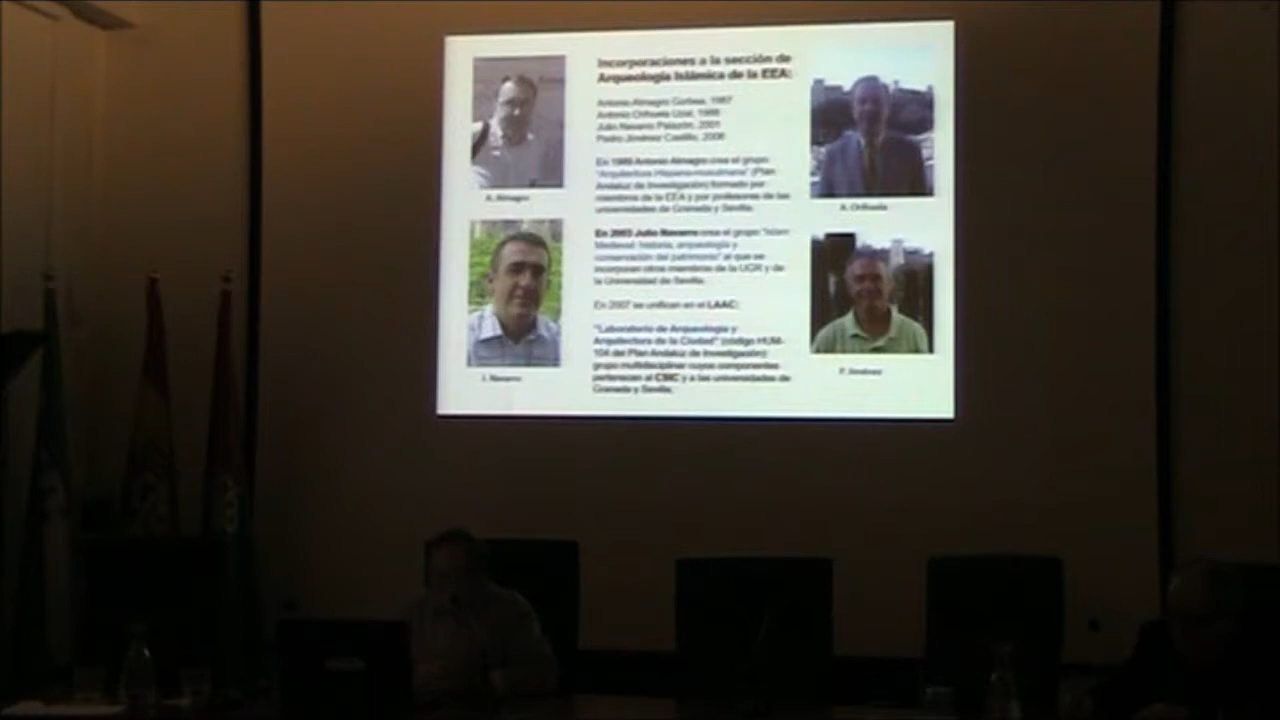 Incorporaciones a la sección de
Arqueología Islámica de la EEA:
Antonio Almagro Gorbea, 1987
Antonio Orihuela Uzal, 1988
Julio Navarro Palazón, 2001
Pedro Jiménez Castillo, 2008
En 1989 Antonio Almagro crea el grupo
"Arquitectura Hispano-musulmana" (Plan
Andaluz de Investigación) formado por
miembros de la EEA y por profesores de las
universidades de Granada y Sevilla.
En 2003 Julio Navarro crea el grupo "Islam
Medieval: historia, arqueología y
conservación del patrimonio" al que se
incorporan otros miembros de la UGR y de
la Universidad de Sevilla.
En 2007 se unifican en el LAAC:
"Laboratorio de Arqueología y
Arquitectura de la Ciudad" (código HUM-
104 del Plan Andaluz de Investigación)
grupo multidisciplinar cuyos componentes
pertenecen al CSIC y a las universidades de
Granada y Sevilla.
A. Almagro
A. Orihuela
J. Navarro
P. Jiménez